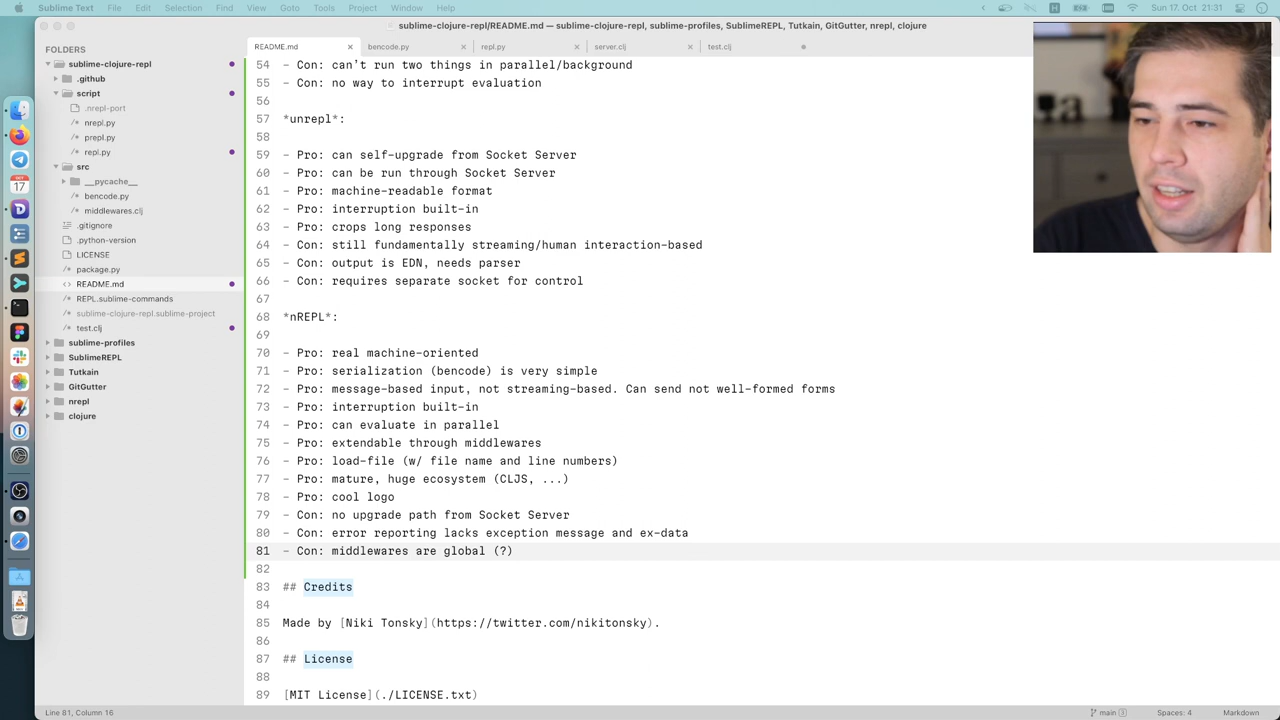 Sublime Text File Edit Selection Find View Goto Tools Project Window Help Sun 17. Oct 21:31
sublime-clojure-repl/README.md — sublime-clojure-repl, sublime-profiles, SublimeREPL, Tutkain, GitGutter, nrepl, clojure
FOLDERS
sublime-clojure-repl
.github
script
.nrepl-port
nrepl.py
prepl.py
repl.py
src
__pycache__
bencode.py
middlewares.clj
.gitignore
.python-version
LICENSE
package.py
README.md
REPL.sublime-commands
sublime-clojure-repl.sublime-project
test.clj
sublime-profiles
SublimeREPL
Tutkain
GitGutter
nrepl
clojure
OCT
17
README.md bencode.py repl.py server.clj test.clj
54 - Con: can't run two things in parallel/background
55 - Con: no way to interrupt evaluation
56
57 *unrepl*:
58
59 - Pro: can self-upgrade from Socket Server
60 - Pro: can be run through Socket Server
61 - Pro: machine-readable format
62 - Pro: interruption built-in
63 - Pro: crops long responses
64 - Con: still fundamentally streaming/human interaction-based
65 - Con: output is EDN, needs parser
66 - Con: requires separate socket for control
67
68 *nREPL*:
69
70 - Pro: real machine-oriented
71 - Pro: serialization (bencode) is very simple
72 - Pro: message-based input, not streaming-based. Can send not well-formed forms
73 - Pro: interruption built-in
74 - Pro: can evaluate in parallel
75 - Pro: extendable through middlewares
76 - Pro: load-file (w/ file name and line numbers)
77 - Pro: mature, huge ecosystem (CLJS, ...)
78 - Pro: cool logo
79 - Con: no upgrade path from Socket Server
80 - Con: error reporting lacks exception message and ex-data
81 - Con: middlewares are global (?)
82
83 ## Credits
84
85 Made by [Niki Tonsky](https://twitter.com/nikitonsky).
86
87 ## License
88
89 [MIT License](./LICENSE.txt)
Line 81, Column 16 main 3 Spaces: 4 Markdown